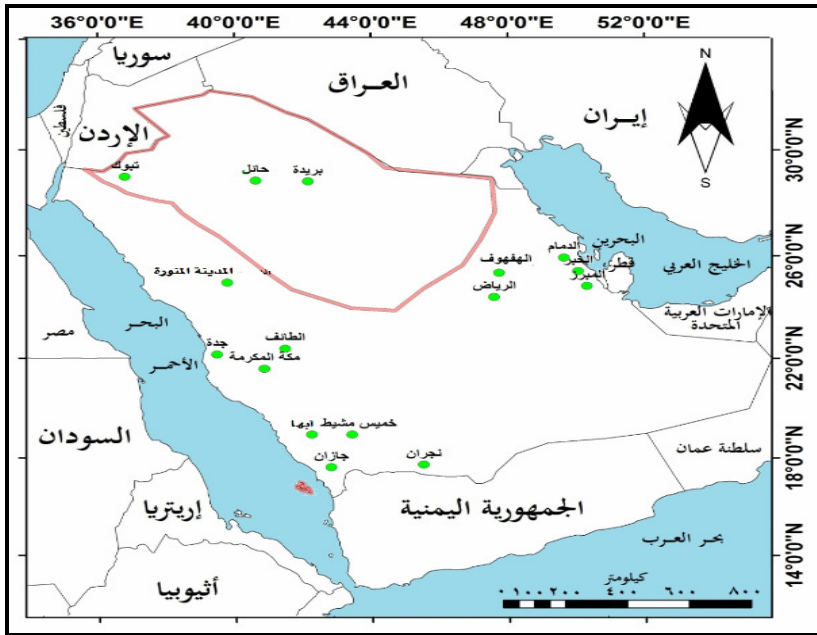 36°0'0"E 40°0'0"E 44°0'0"E 48°0'0"E 52°0'0"E
سوريا
العـراق
إيـران
N
S
فلسطين
الإردن
30°0'0"N
تبوك
حائل
بريدة
الدمام
البحرين
الخبر
قطر
المبرز
الخليج العربي
26°0'0"N
الهفهوف
الرياض
المدينة المنورة
الإمارات العربية
المتحدة
مصر
البحر
الأحمـر
جدة
الطائف
مكة المكرمة
22°0'0"N
السودان
خميس مشيط
ابها
جازان
نجران
سلطنة عمان
18°0'0"N
إريتريا
الجمهورية اليمنية
بحر العرب
أثيوبيا
14°0'0"N
كيلومتر
٠ ١٠٠ ٢٠٠ ٤٠٠ ٦٠٠ ٨٠٠